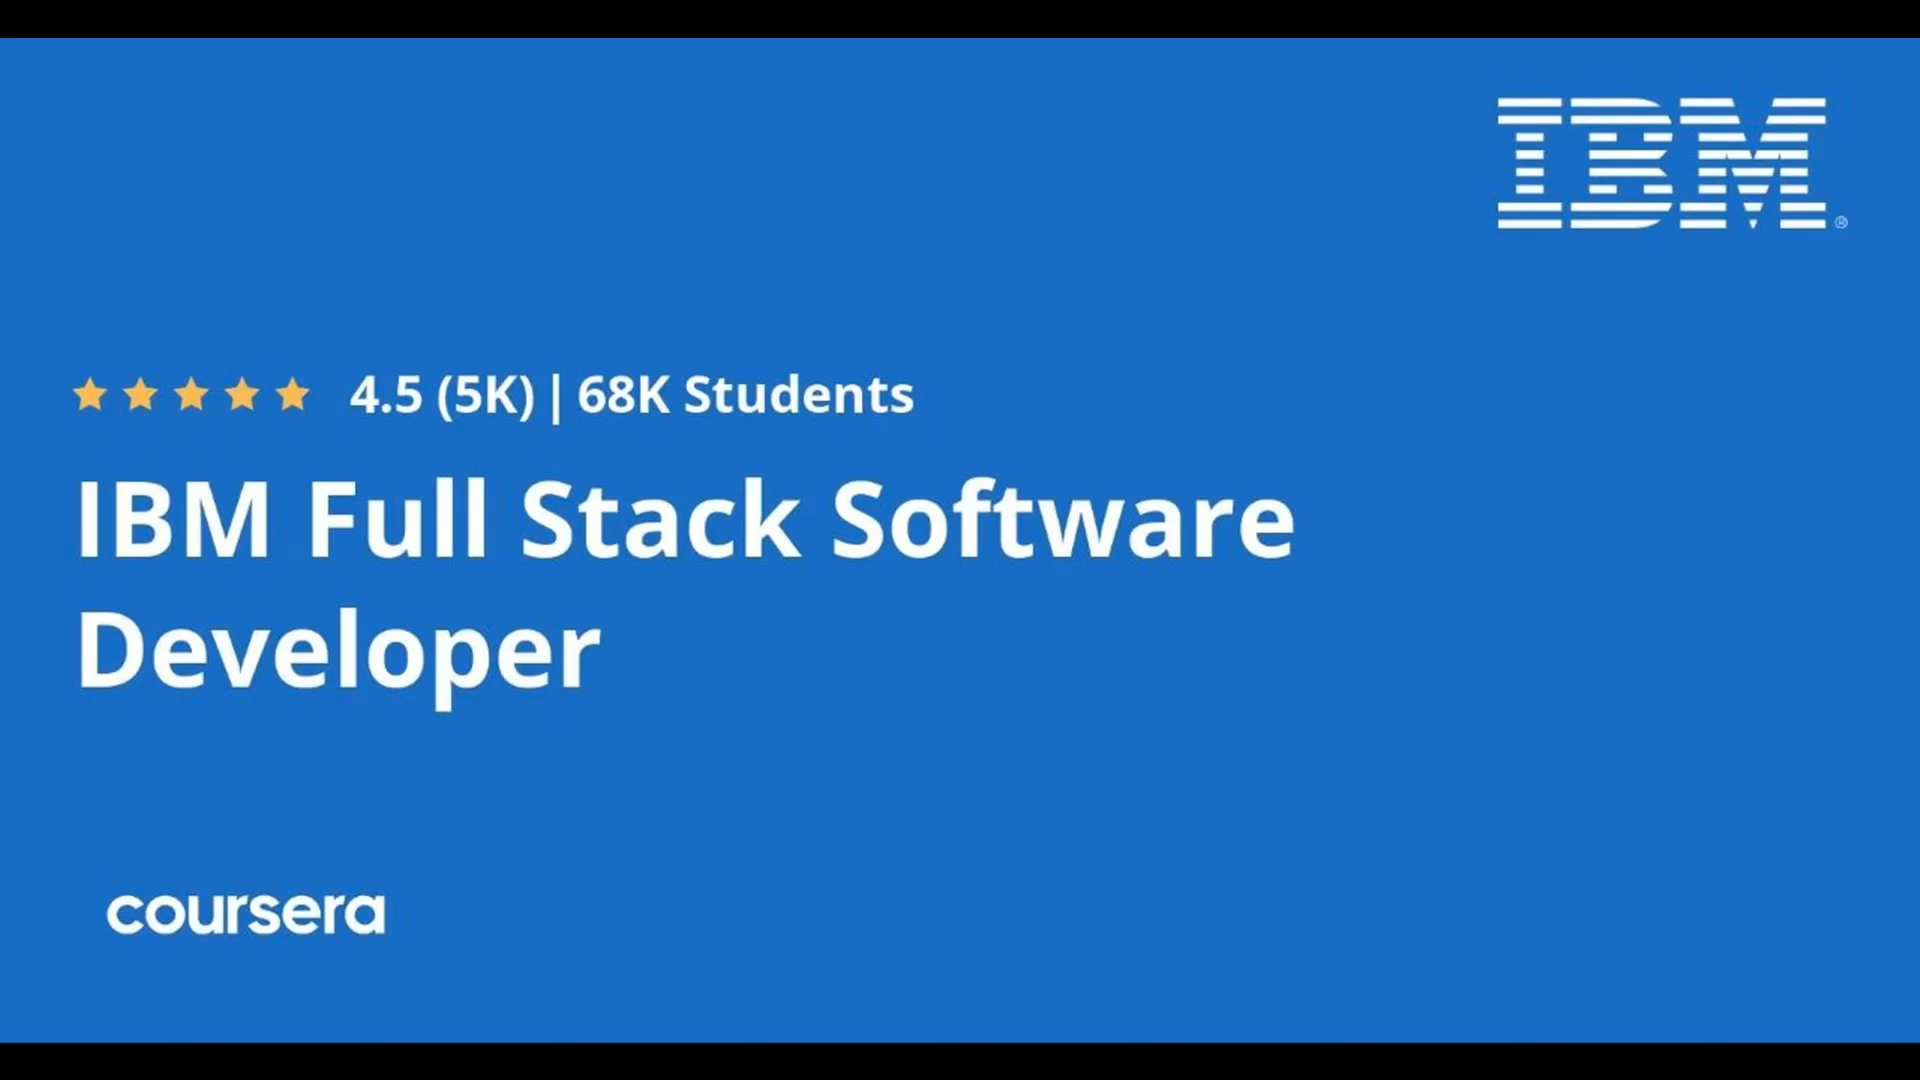 IBM®
4.5 (5K) | 68K Students
IBM Full Stack Software
Developer
coursera